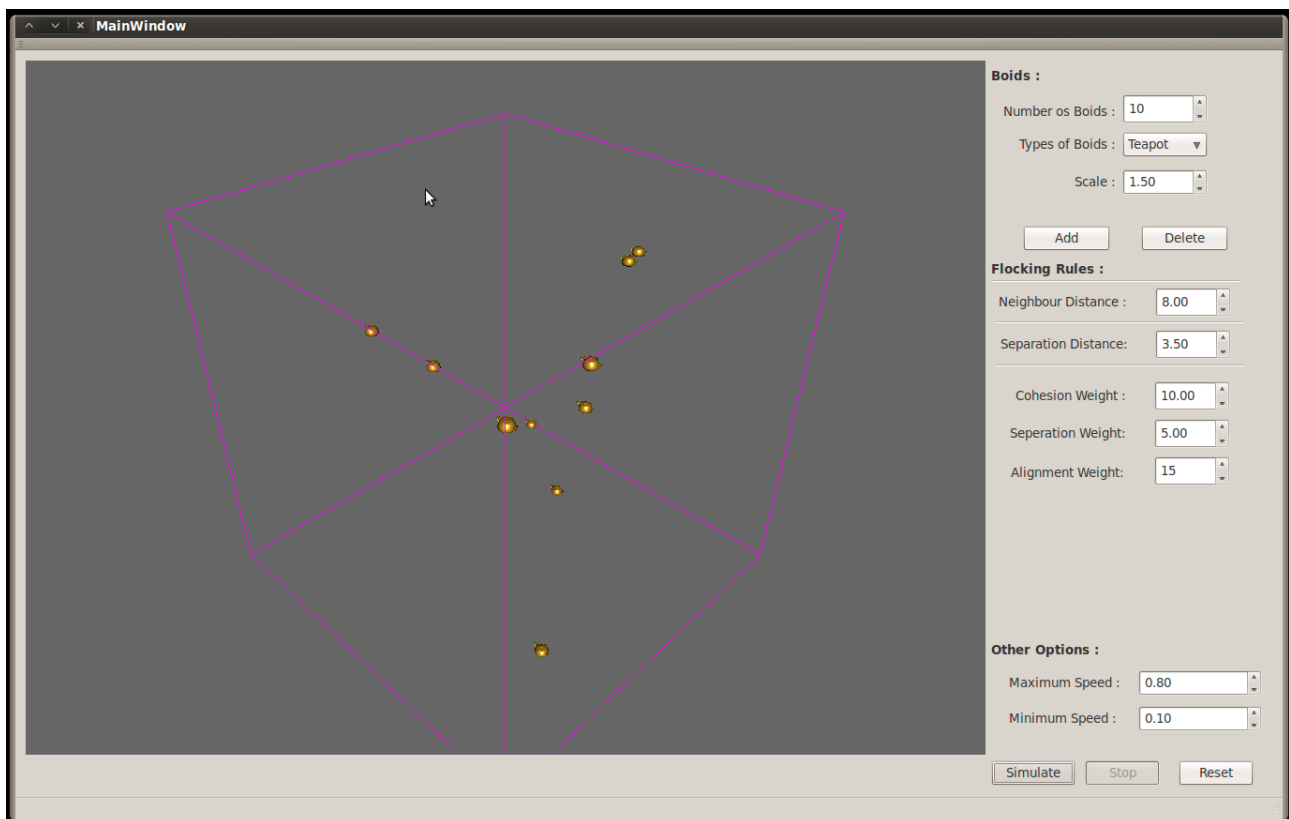 MainWindow
Boids :
Number os Boids : 10
Types of Boids : Teapot
Scale : 1.50
Add Delete
Flocking Rules :
Neighbour Distance : 8.00
Separation Distance: 3.50
Cohesion Weight : 10.00
Seperation Weight: 5.00
Alignment Weight: 15
Other Options :
Maximum Speed : 0.80
Minimum Speed : 0.10
Simulate Stop Reset